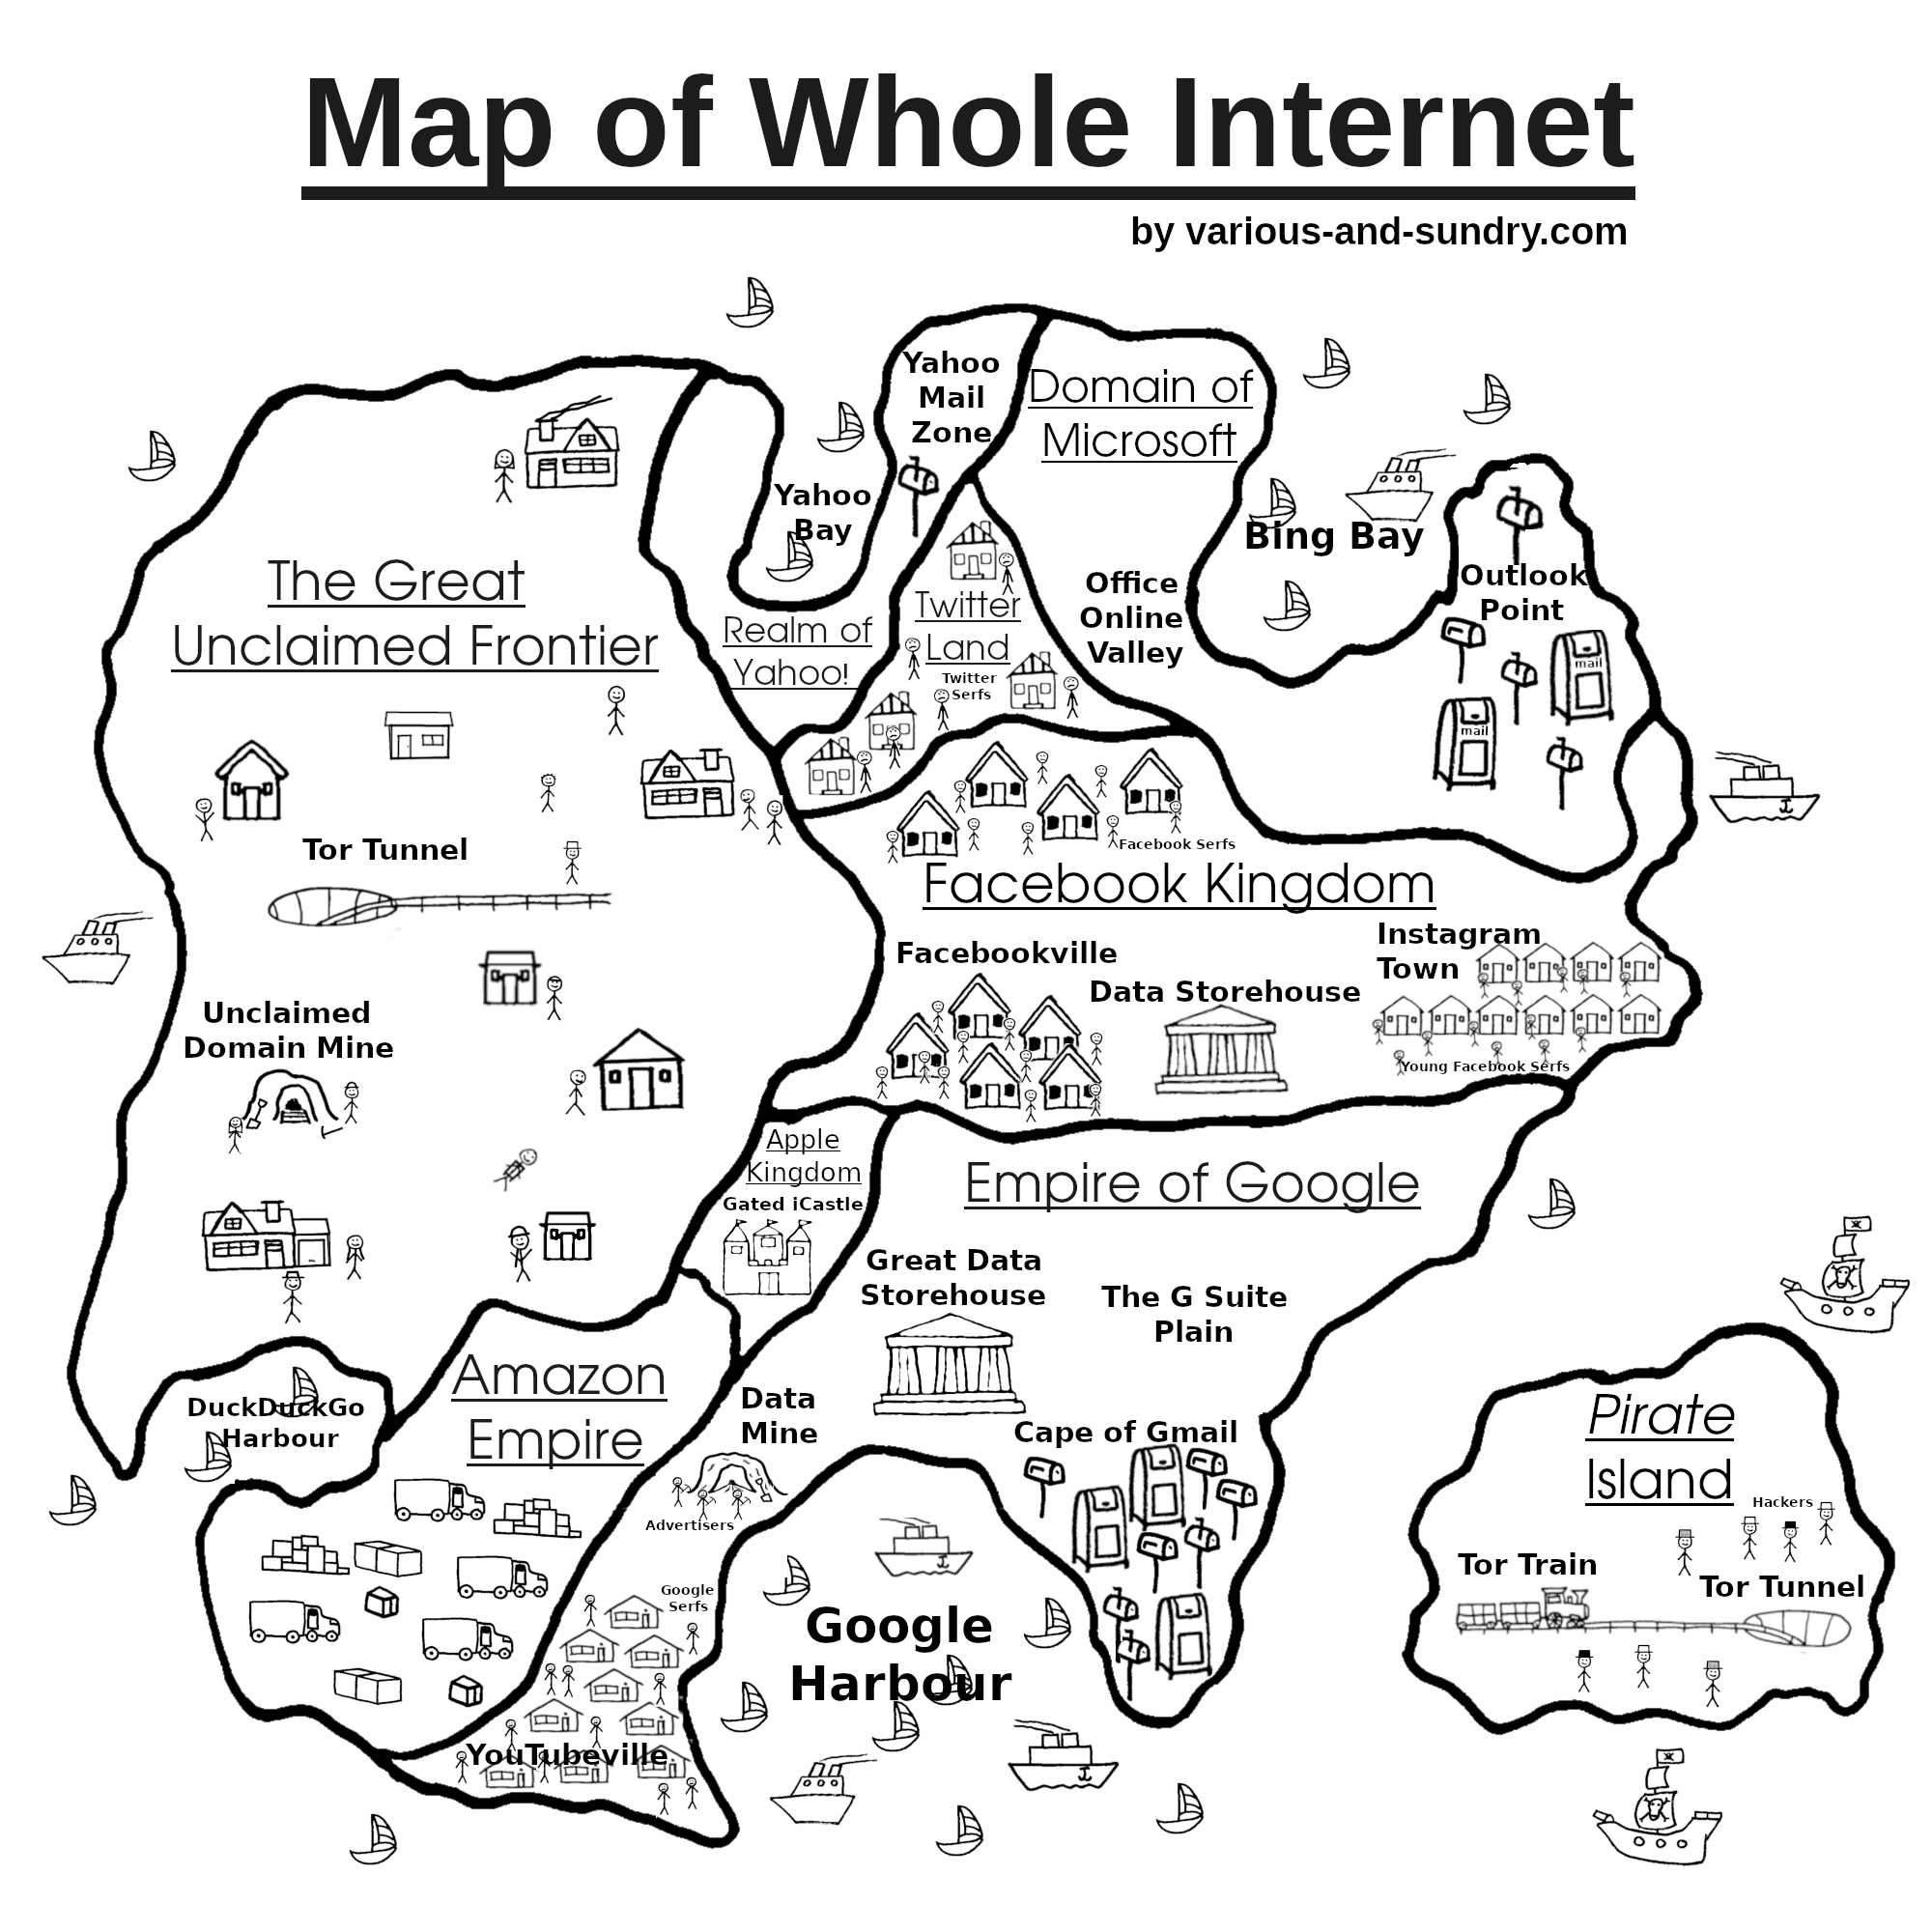 Map of Whole Internet
by various-and-sundry.com
Yahoo
Mail
Zone
Domain of
Microsoft
Yahoo
Bay
Bing Bay
Outlook
Point
mail
mail
The Great
Unclaimed Frontier
Realm of
Yahoo!
Twitter
Land
Twitter
Serfs
Office
Online
Valley
Tor Tunnel
Facebook Serfs
Facebook Kingdom
Facebookville
Data Storehouse
Instagram
Town
Young Facebook Serfs
Unclaimed
Domain Mine
Apple
Kingdom
Gated iCastle
Empire of Google
Great Data
Storehouse
The G Suite
Plain
DuckDuckGo
Harbour
Amazon
Empire
Data
Mine
Advertisers
Cape of Gmail
Google
Serfs
Google
Harbour
YouTubeville
Pirate
Island
Hackers
Tor Train
Tor Tunnel